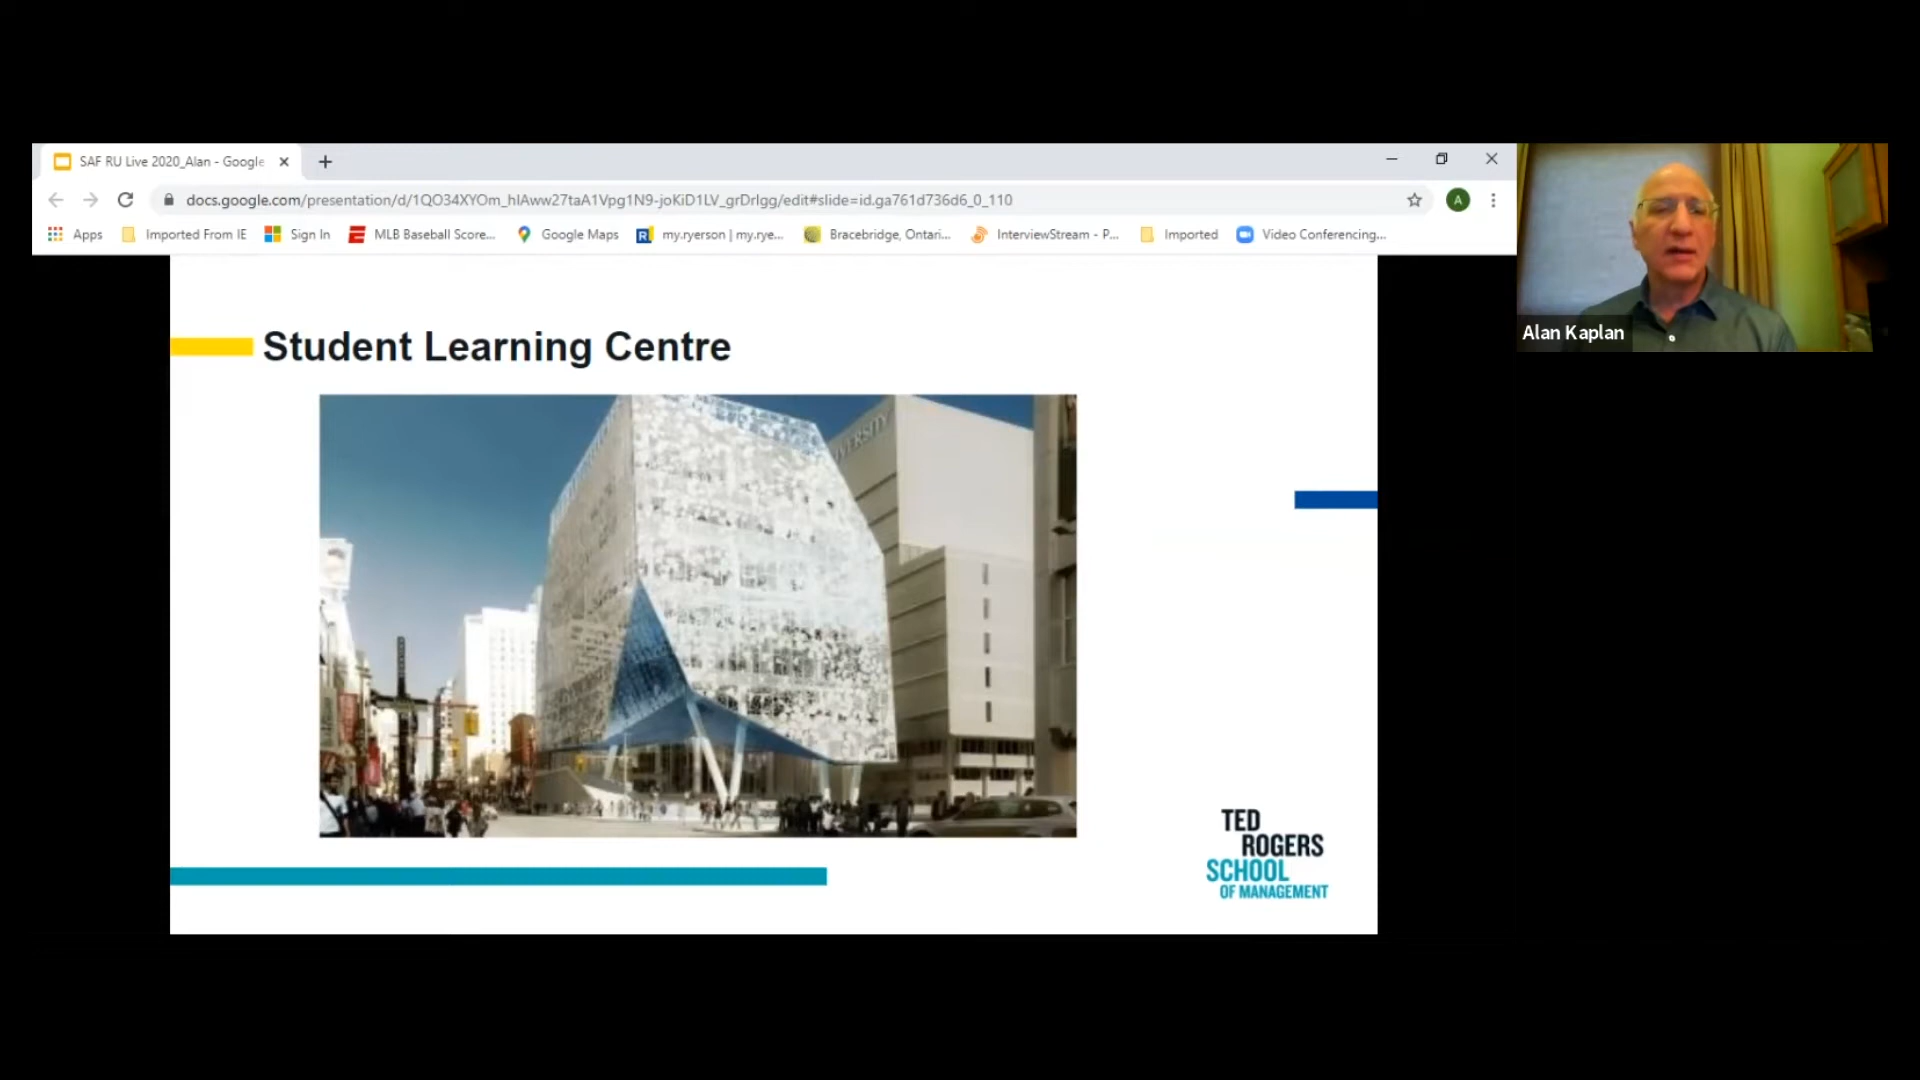 SAF RU Live 2020_Alan - Google
docs.google.com/presentation/d/1QO34XYOm_hIAww27taA1Vpg1N9-joKiD1LV_grDrIgg/edit#slide=id.ga761d736d6_0_110
A
Apps
Imported From IE
Sign In
MLB Baseball Score...
Google Maps
my.ryerson | my.rye...
Bracebridge, Ontari...
InterviewStream - P...
Imported
Video Conferencing...
Alan Kaplan
Student Learning Centre
TED
ROGERS
SCHOOL
OF MANAGEMENT